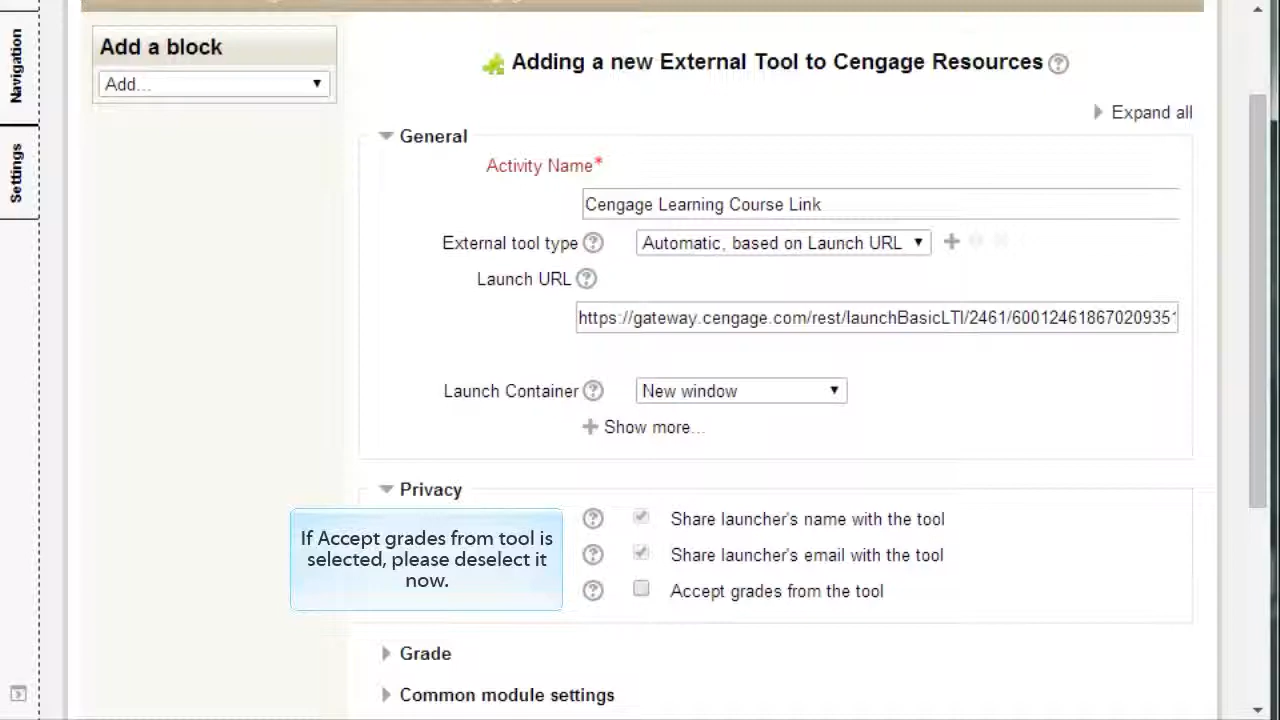 Navigation
Settings
Add a block
Add...
Adding a new External Tool to Cengage Resources
Expand all
General
Activity Name*
Cengage Learning Course Link
External tool type
Automatic, based on Launch URL
Launch URL
https://gateway.cengage.com/rest/launchBasicLTI/2461/60012461867020935
Launch Container
New window
Show more...
Privacy
Share launcher's name with the tool
Share launcher's email with the tool
Accept grades from the tool
If Accept grades from tool is
selected, please deselect it
now.
Grade
Common module settings